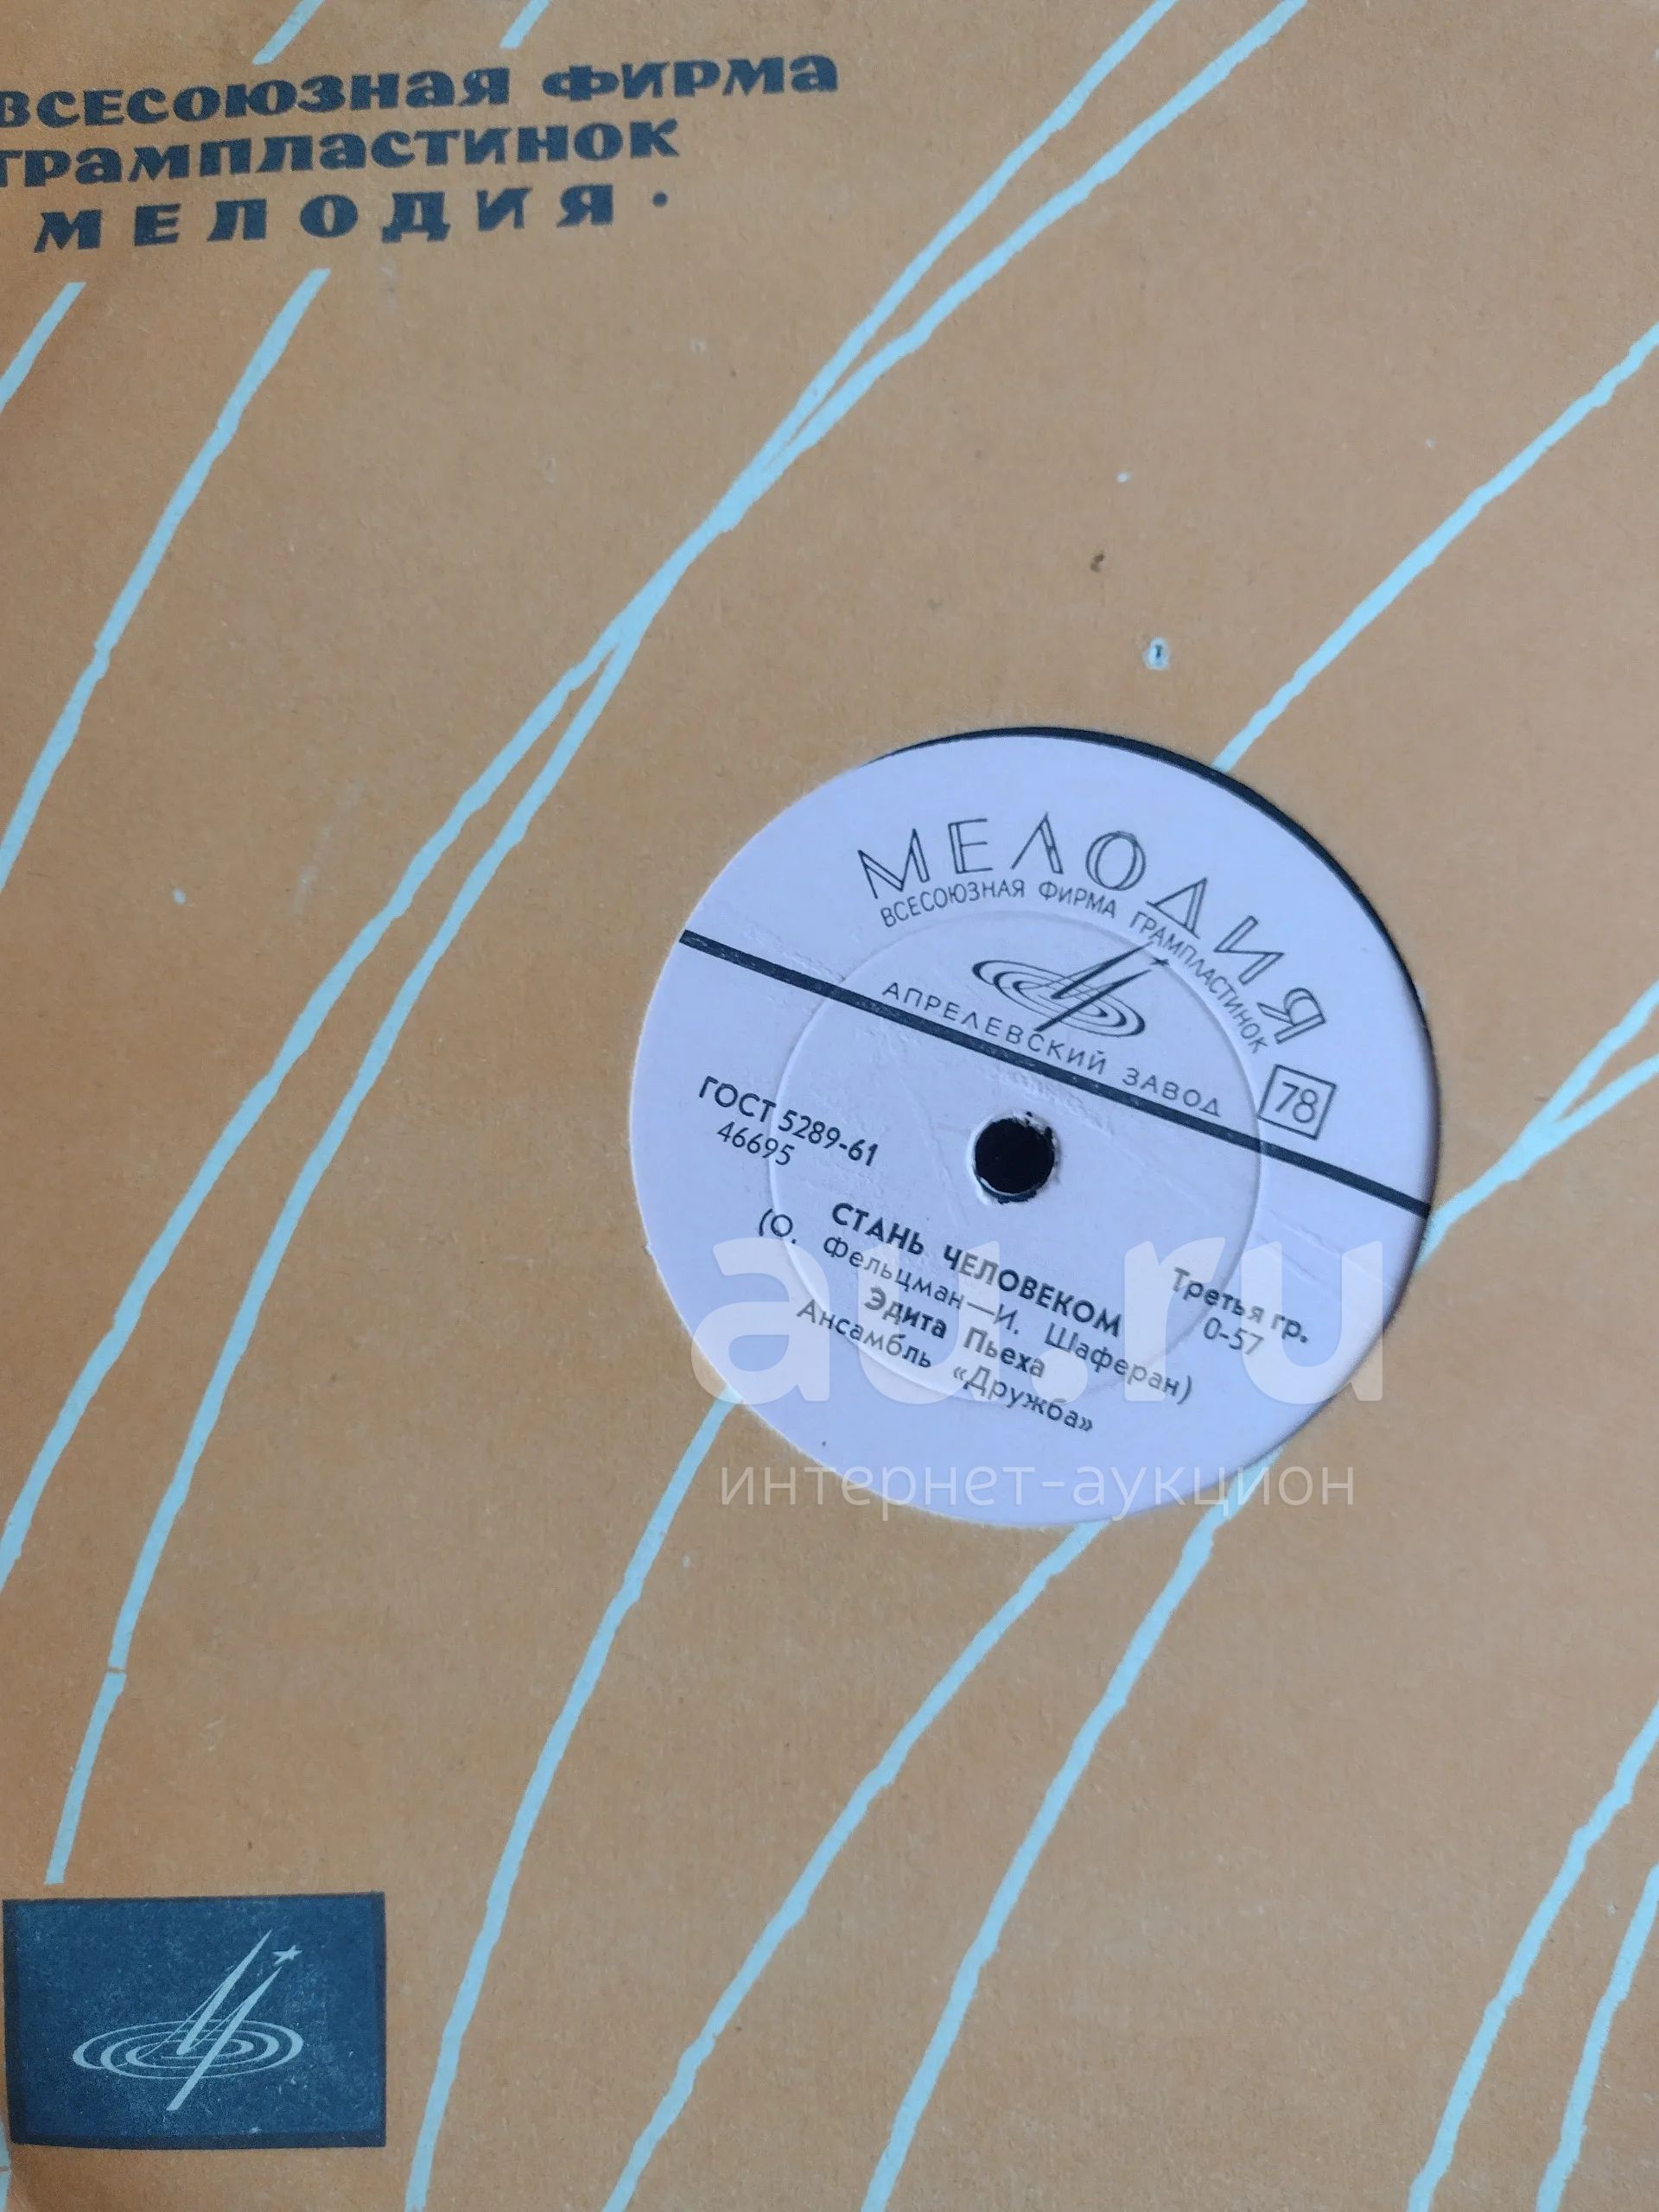 ВСЕСОЮЗНАЯ ФИРМА
ГРАМПЛАСТИНОК
МЕЛОДИЯ •
МЕЛОДИЯ
ВСЕСОЮЗНАЯ ФИРМА ГРАМПЛАСТИНОК
АПРЕЛЕВСКИЙ ЗАВОД
78
ГОСТ 5289-61
46695
Третья гр.
0-57
СТАНЬ ЧЕЛОВЕКОМ
(О. Фельцман—И. Шаферан)
Эдита Пьеха
Ансамбль «Дружба»
au.ru
интернет-аукцион